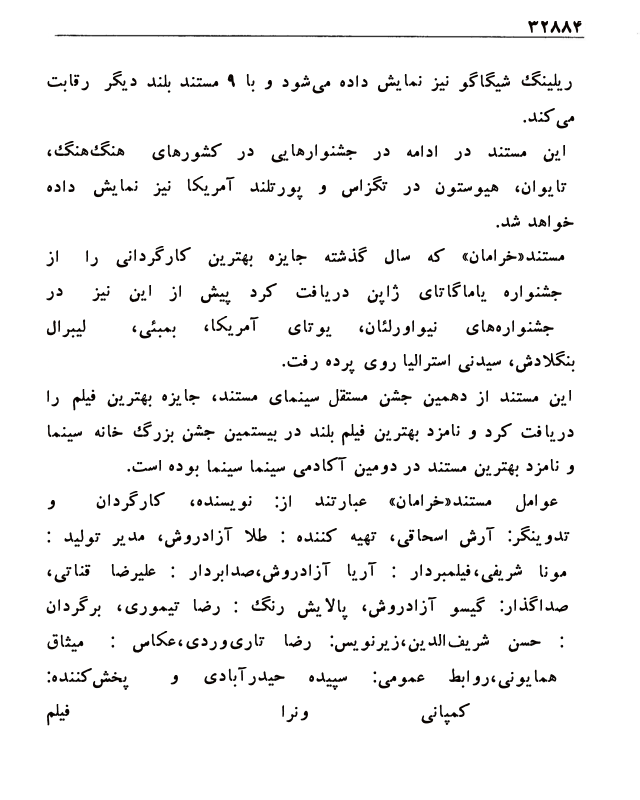 ۳۲۸۸۴
ریلینگ شیگاگو نیز نمایش داده می‌شود و با ۹ مستند بلند دیگر رقابت
می‌کند.
این مستند در ادامه در جشنوارهایی در کشورهای هنگ‌هنگ،
تایوان، هیوستون در تگزاس و پورتلند آمریکا نیز نمایش داده
خواهد شد.
مستند«خرامان» که سال گذشته جایزه بهترین کارگردانی را از
جشنواره یاماگاتای ژاپن دریافت کرد پیش از این نیز در
جشنواره‌های نیواورلئان، یوتای آمریکا، بمبئی، لیبرال
بنگلادش، سیدنی استرالیا روی پرده رفت.
این مستند از دهمین جشن مستقل سینمای مستند، جایزه بهترین فیلم را
دریافت کرد و نامزد بهترین فیلم بلند در بیستمین جشن بزرگ خانه سینما
و نامزد بهترین مستند در دومین آکادمی سینما سینما بوده است.
عوامل مستند«خرامان» عبارتند از: نویسنده، کارگردان و
تدوینگر: آرش اسحاقی، تهیه کننده : طلا آزادروش، مدیر تولید :
مونا شریفی،فیلمبردار : آریا آزادروش،صدابردار : علیرضا قناتی،
صداگذار: گیسو آزادروش، پالایش رنگ : رضا تیموری، برگردان
: حسن شریف‌الدین،زیرنویس: رضا تاری‌وردی،عکاس : میثاق
همایونی،روابط عمومی: سپیده حیدرآبادی و پخش‌کننده:
کمپانی ونرا فیلم